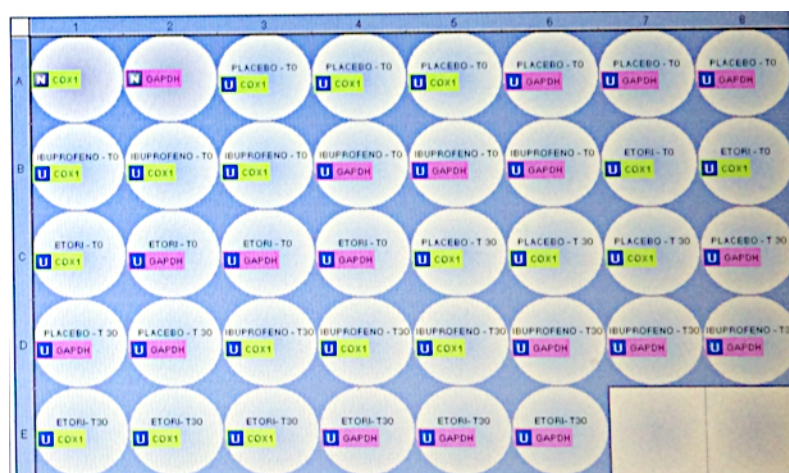 1 2 3 4 5 6 7 8
A
N COX1
N GAPDH
PLACEBO - T0
U COX1
PLACEBO - T0
U COX1
PLACEBO - T0
U COX1
PLACEBO - T0
U GAPDH
PLACEBO - T0
U GAPDH
PLACEBO - T0
U GAPDH
B
IBUPROFENO - T0
U COX1
IBUPROFENO - T0
U COX1
IBUPROFENO - T0
U COX1
IBUPROFENO - T0
U GAPDH
IBUPROFENO - T0
U GAPDH
IBUPROFENO - T0
U GAPDH
ETORI - T0
U COX1
ETORI - T0
U COX1
C
ETORI - T0
U COX1
ETORI - T0
U GAPDH
ETORI - T0
U GAPDH
ETORI - T0
U GAPDH
PLACEBO - T 30
U COX1
PLACEBO - T 30
U COX1
PLACEBO - T 30
U COX1
PLACEBO - T 30
U GAPDH
D
PLACEBO - T 30
U GAPDH
PLACEBO - T 30
U GAPDH
IBUPROFENO - T30
U COX1
IBUPROFENO - T30
U COX1
IBUPROFENO - T30
U COX1
IBUPROFENO - T30
U GAPDH
IBUPROFENO - T30
U GAPDH
IBUPROFENO - T3
U GAPDH
E
ETORI- T30
U COX1
ETORI- T30
U COX1
ETORI- T30
U COX1
ETORI- T30
U GAPDH
ETORI- T30
U GAPDH
ETORI- T30
U GAPDH